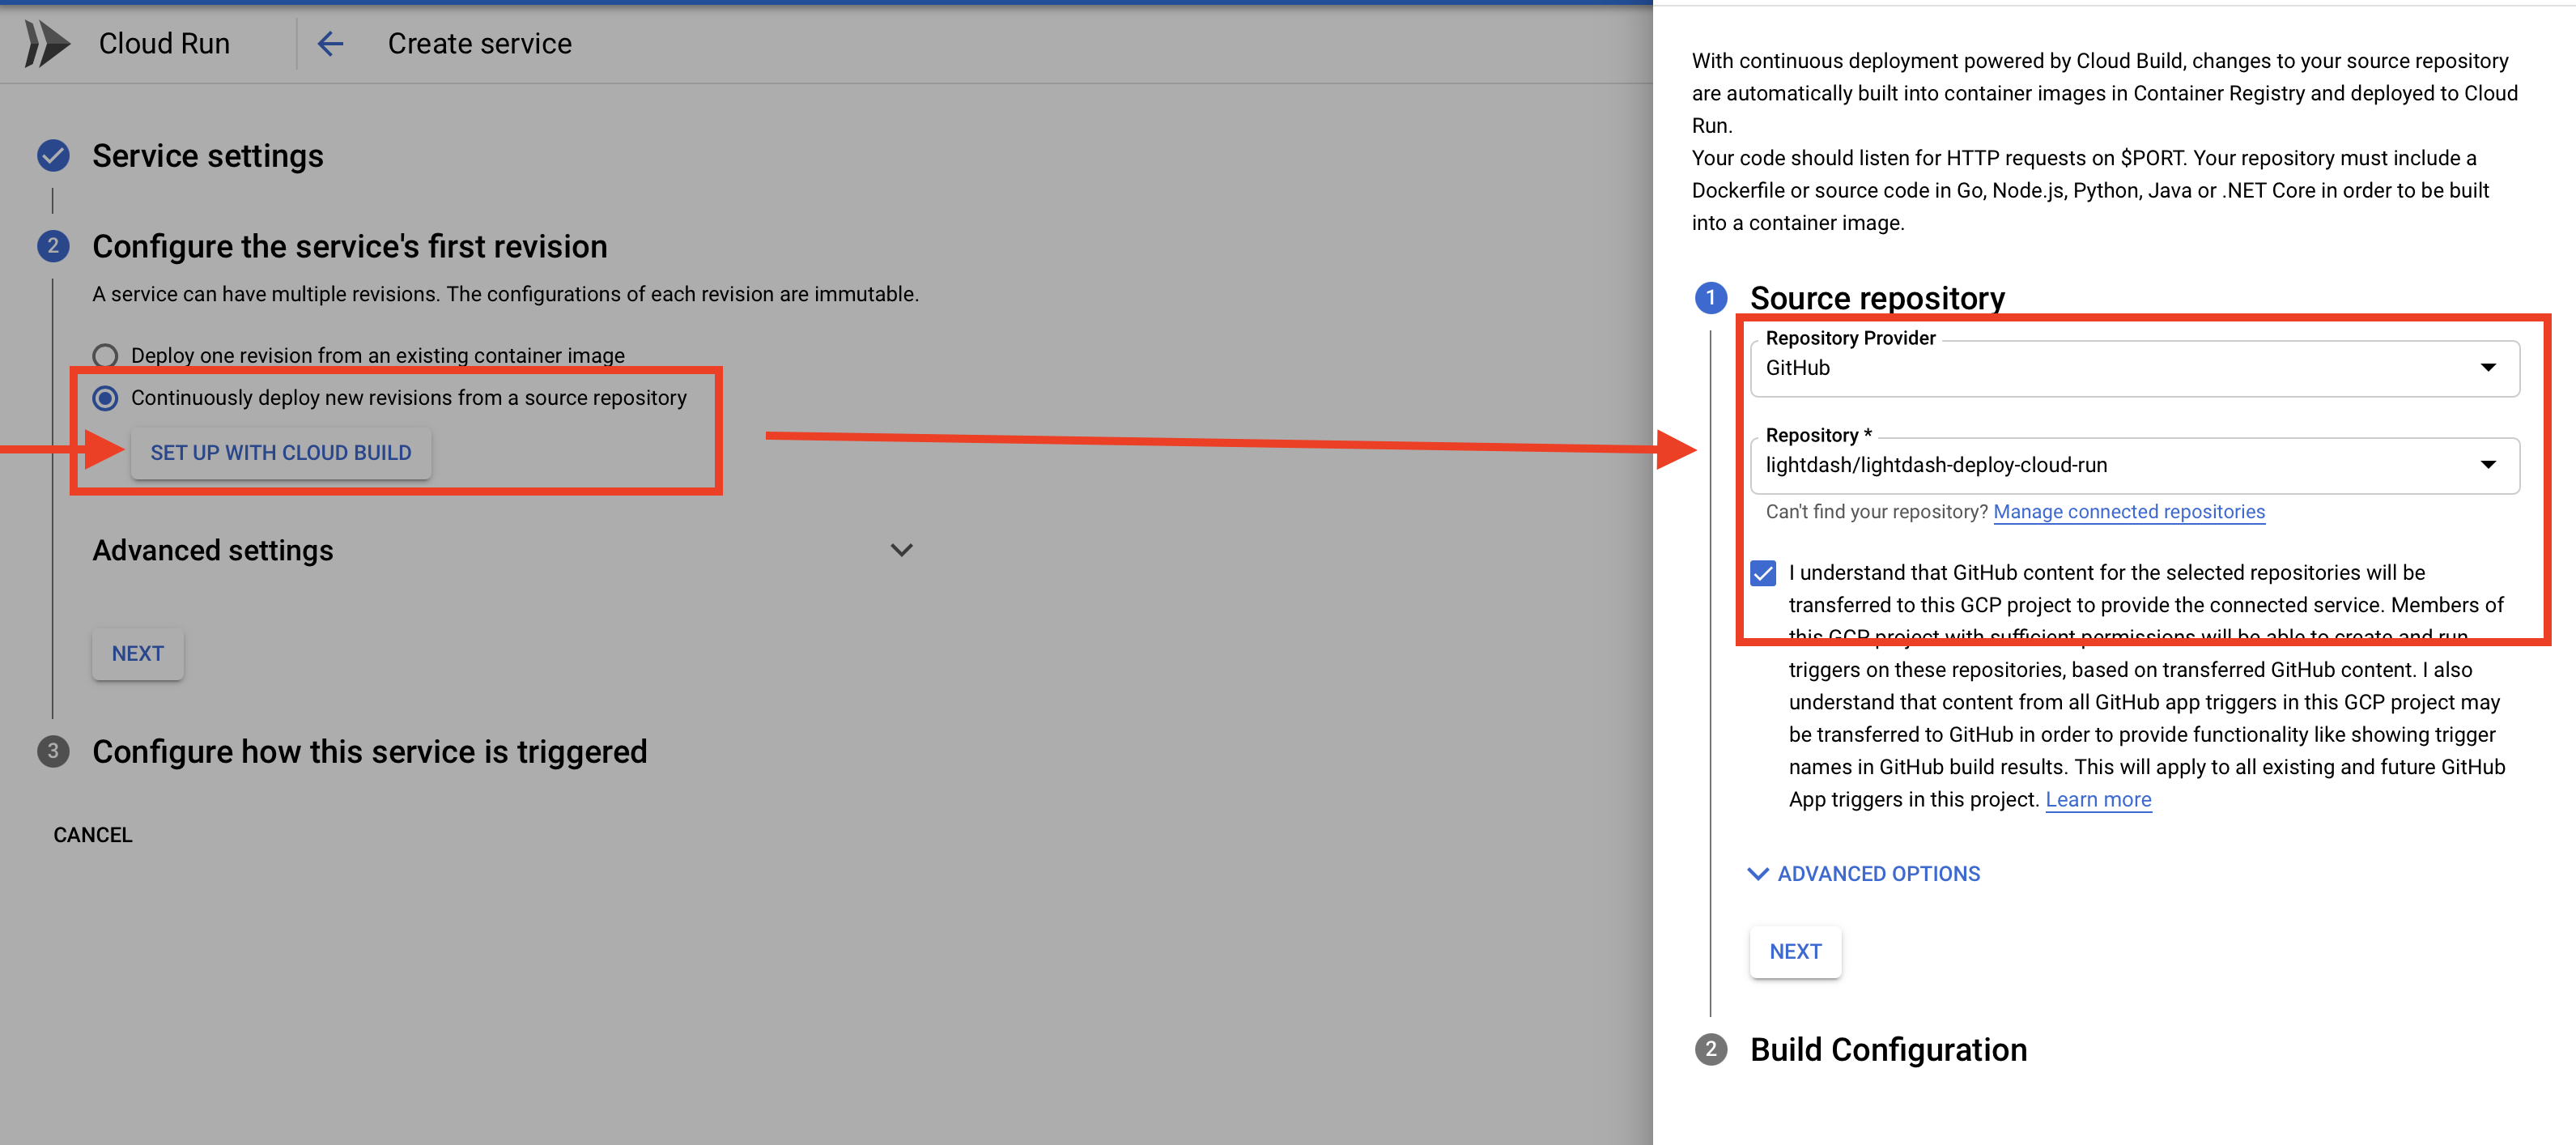 Cloud Run
Create service
Service settings
2
Configure the service's first revision
A service can have multiple revisions. The configurations of each revision are immutable.
Deploy one revision from an existing container image
Continuously deploy new revisions from a source repository
SET UP WITH CLOUD BUILD
Advanced settings
NEXT
3
Configure how this service is triggered
CANCEL
With continuous deployment powered by Cloud Build, changes to your source repository
are automatically built into container images in Container Registry and deployed to Cloud
Run.
Your code should listen for HTTP requests on $PORT. Your repository must include a
Dockerfile or source code in Go, Node.js, Python, Java or .NET Core in order to be built
into a container image.
1
Source repository
Repository Provider
GitHub
Repository *
lightdash/lightdash-deploy-cloud-run
Can't find your repository? Manage connected repositories
I understand that GitHub content for the selected repositories will be
transferred to this GCP project to provide the connected service. Members of
this GCP project with sufficient permissions will be able to create and run
triggers on these repositories, based on transferred GitHub content. I also
understand that content from all GitHub app triggers in this GCP project may
be transferred to GitHub in order to provide functionality like showing trigger
names in GitHub build results. This will apply to all existing and future GitHub
App triggers in this project. Learn more
ADVANCED OPTIONS
NEXT
2
Build Configuration